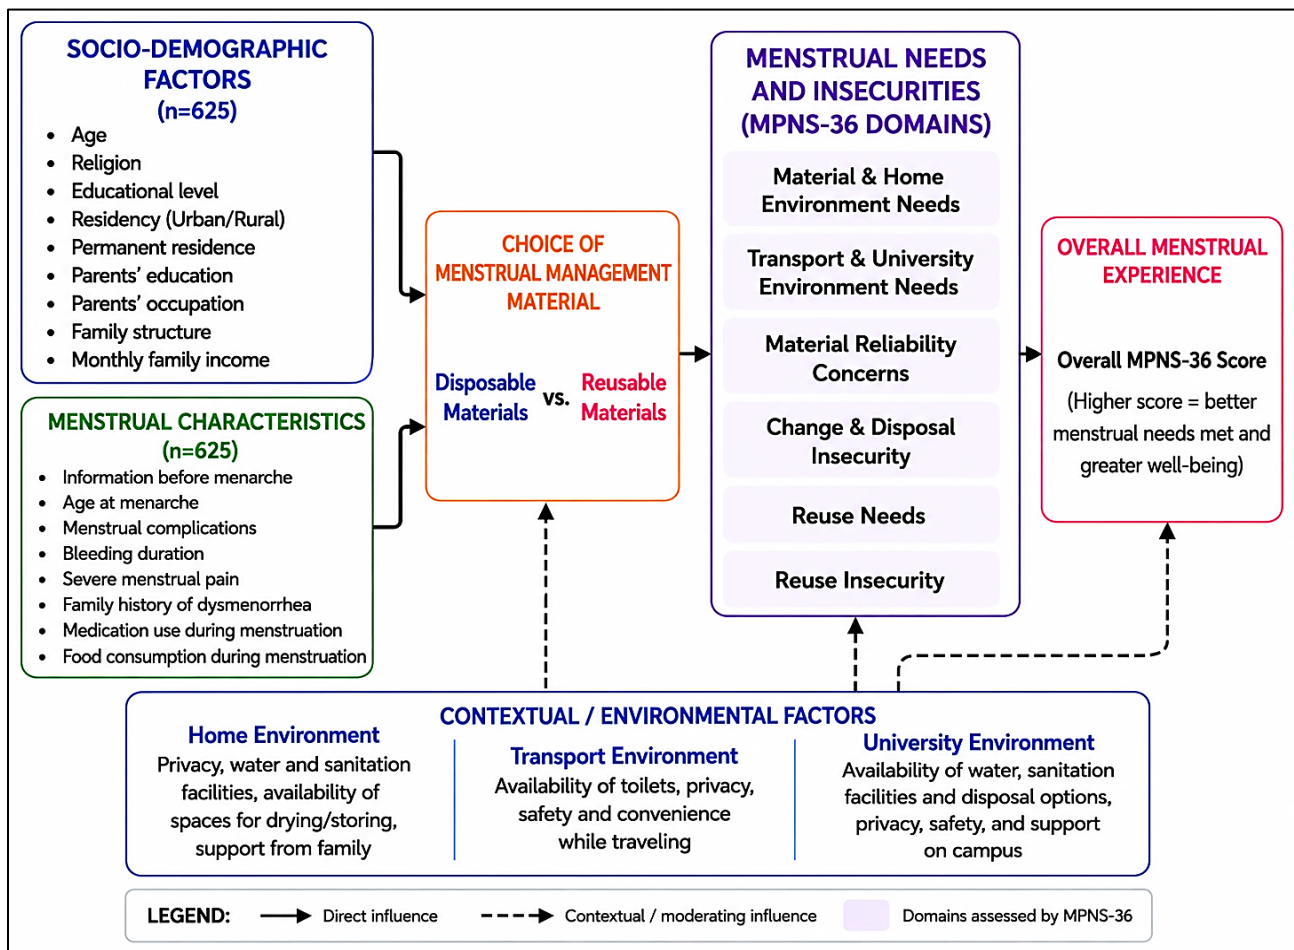 SOCIO-DEMOGRAPHIC
FACTORS
(n=625)
• Age
• Religion
• Educational level
• Residency (Urban/Rural)
• Permanent residence
• Parents’ education
• Parents’ occupation
• Family structure
• Monthly family income
MENSTRUAL CHARACTERISTICS
(n=625)
• Information before menarche
• Age at menarche
• Menstrual complications
• Bleeding duration
• Severe menstrual pain
• Family history of dysmenorrhea
• Medication use during menstruation
• Food consumption during menstruation
CHOICE OF
MENSTRUAL MANAGEMENT
MATERIAL
Disposable
Materials
vs.
Reusable
Materials
MENSTRUAL NEEDS
AND INSECURITIES
(MPNS-36 DOMAINS)
Material & Home
Environment Needs
Transport & University
Environment Needs
Material Reliability
Concerns
Change & Disposal
Insecurity
Reuse Needs
Reuse Insecurity
OVERALL MENSTRUAL
EXPERIENCE
Overall MPNS-36 Score
(Higher score = better
menstrual needs met and
greater well-being)
CONTEXTUAL / ENVIRONMENTAL FACTORS
Home Environment
Privacy, water and sanitation
facilities, availability of
spaces for drying/storing,
support from family
Transport Environment
Availability of toilets, privacy,
safety and convenience
while traveling
University Environment
Availability of water, sanitation
facilities and disposal options,
privacy, safety, and support
on campus
LEGEND:
Direct influence
Contextual / moderating influence
Domains assessed by MPNS-36